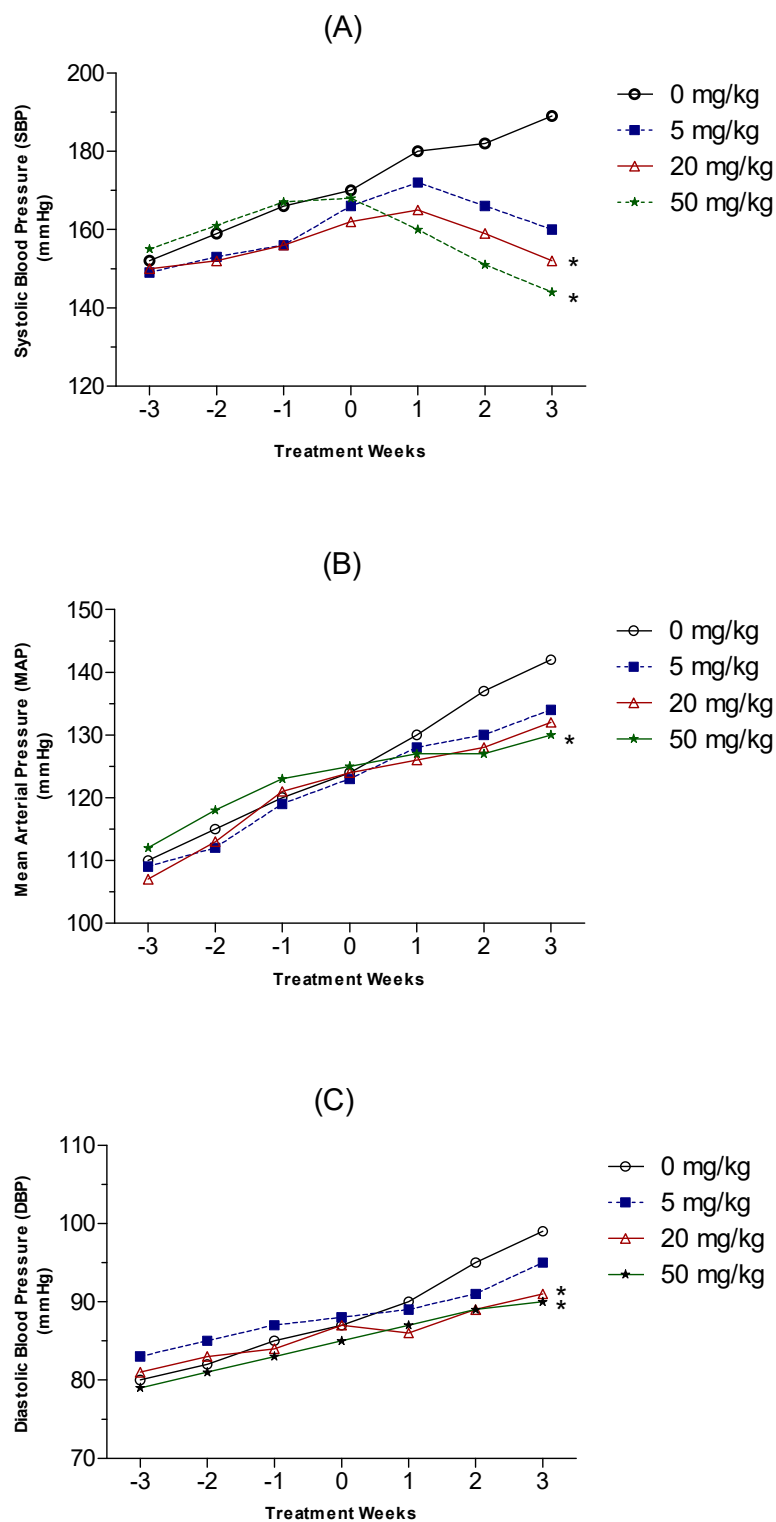 (A)
Systolic Blood Pressure (SBP)
(mmHg)
200
180
160
140
120
-3 -2 -1 0 1 2 3
Treatment Weeks
0 mg/kg
5 mg/kg
20 mg/kg
50 mg/kg
*
*
(B)
Mean Arterial Pressure (MAP)
(mmHg)
150
140
130
120
110
100
-3 -2 -1 0 1 2 3
Treatment Weeks
0 mg/kg
5 mg/kg
20 mg/kg
50 mg/kg
*
(C)
Diastolic Blood Pressure (DBP)
(mmHg)
110
100
90
80
70
-3 -2 -1 0 1 2 3
Treatment Weeks
0 mg/kg
5 mg/kg
20 mg/kg
50 mg/kg
*
*